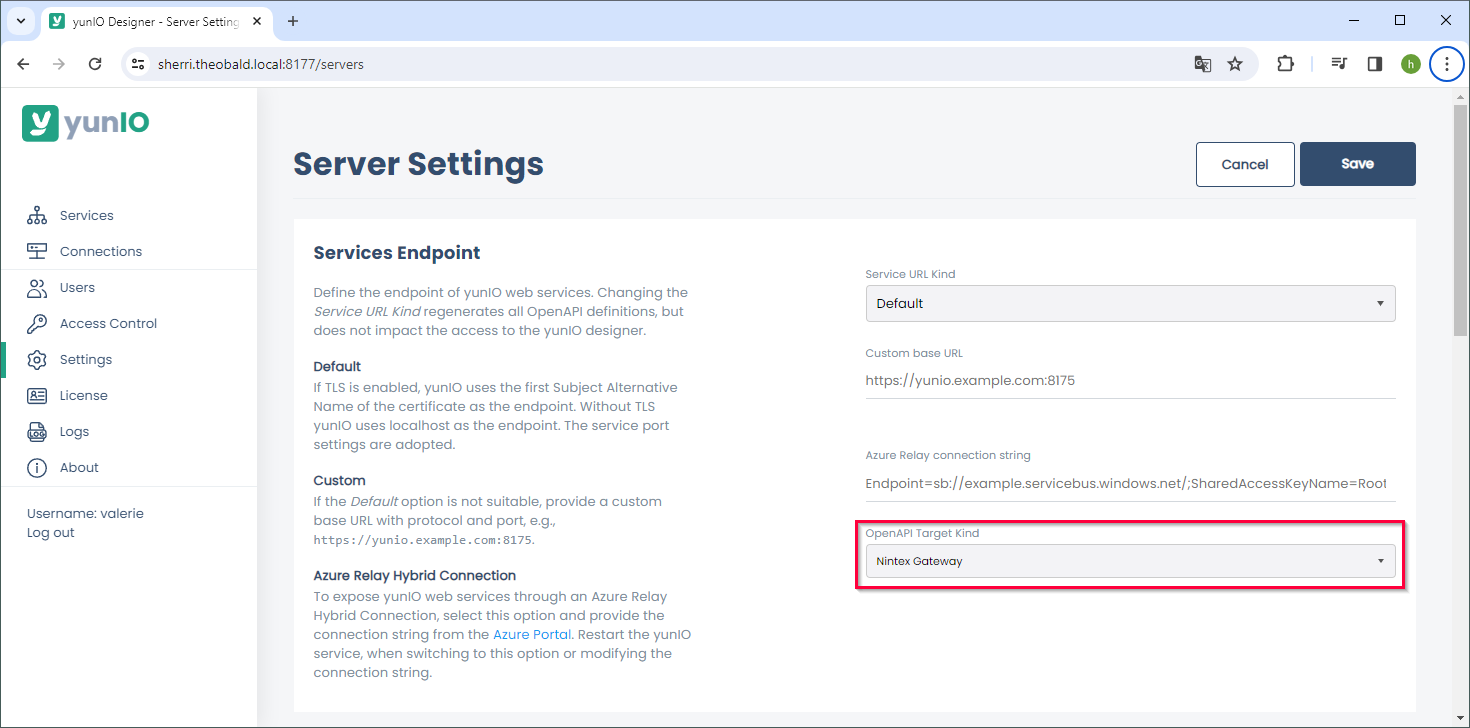 yunIO Designer - Server Setting
sherri.theobald.local:8177/servers
h
yunIO
Services
Connections
Users
Access Control
Settings
License
Logs
About
Username: valerie
Log out
Server Settings
Cancel
Save
Services Endpoint
Define the endpoint of yunIO web services. Changing the
Service URL Kind regenerates all OpenAPI definitions, but
does not impact the access to the yunIO designer.
Default
If TLS is enabled, yunIO uses the first Subject Alternative
Name of the certificate as the endpoint. Without TLS
yunIO uses localhost as the endpoint. The service port
settings are adopted.
Custom
If the Default option is not suitable, provide a custom
base URL with protocol and port, e.g.,
https://yunio.example.com:8175.
Azure Relay Hybrid Connection
To expose yunIO web services through an Azure Relay
Hybrid Connection, select this option and provide the
connection string from the Azure Portal. Restart the yunIO
service, when switching to this option or modifying the
connection string.
Service URL Kind
Default
Custom base URL
https://yunio.example.com:8175
Azure Relay connection string
Endpoint=sb://example.servicebus.windows.net/;SharedAccessKeyName=Root
OpenAPI Target Kind
Nintex Gateway